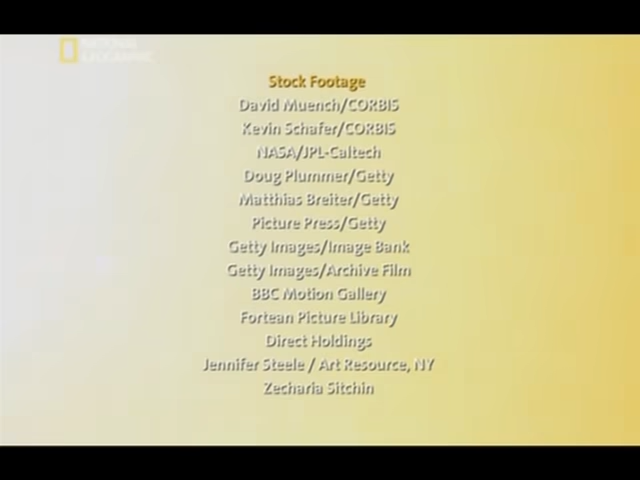 NATIONAL
GEOGRAPHIC
Stock Footage
David Muench/CORBIS
Kevin Schafer/CORBIS
NASA/JPL-Caltech
Doug Plummer/Getty
Matthias Breiter/Getty
Picture Press/Getty
Getty Images/Image Bank
Getty Images/Archive Film
BBC Motion Gallery
Fortean Picture Library
Direct Holdings
Jennifer Steele / Art Resource, NY
Zecharia Sitchin